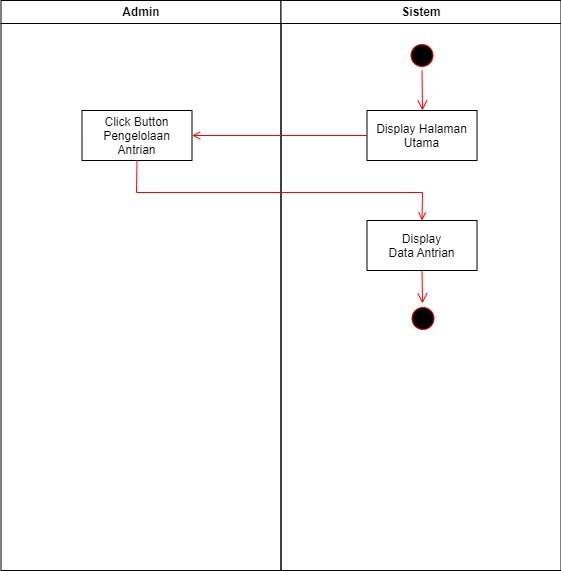 Admin
Sistem
Display Halaman
Utama
Click Button
Pengelolaan
Antrian
Display
Data Antrian